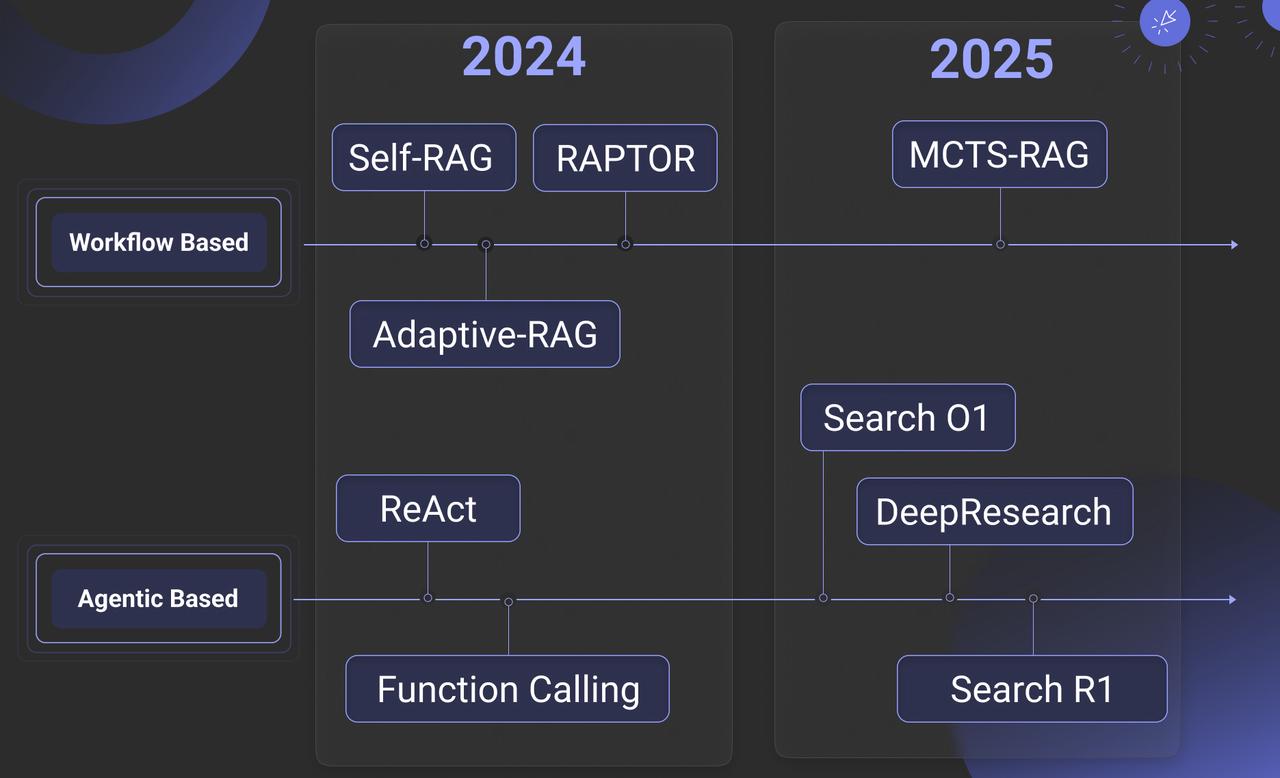 2024
2025
Self-RAG
RAPTOR
MCTS-RAG
Workflow Based
Adaptive-RAG
Search O1
ReAct
DeepResearch
Agentic Based
Function Calling
Search R1